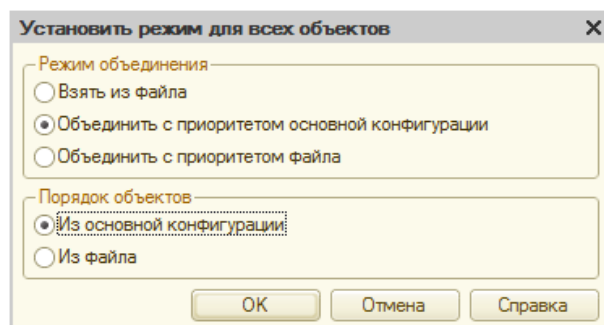 Установить режим для всех объектов
Режим объединения
Взять из файла
Объединить с приоритетом основной конфигурации
Объединить с приоритетом файла
Порядок объектов
Из основной конфигурации
Из файла
OK Отмена Справка